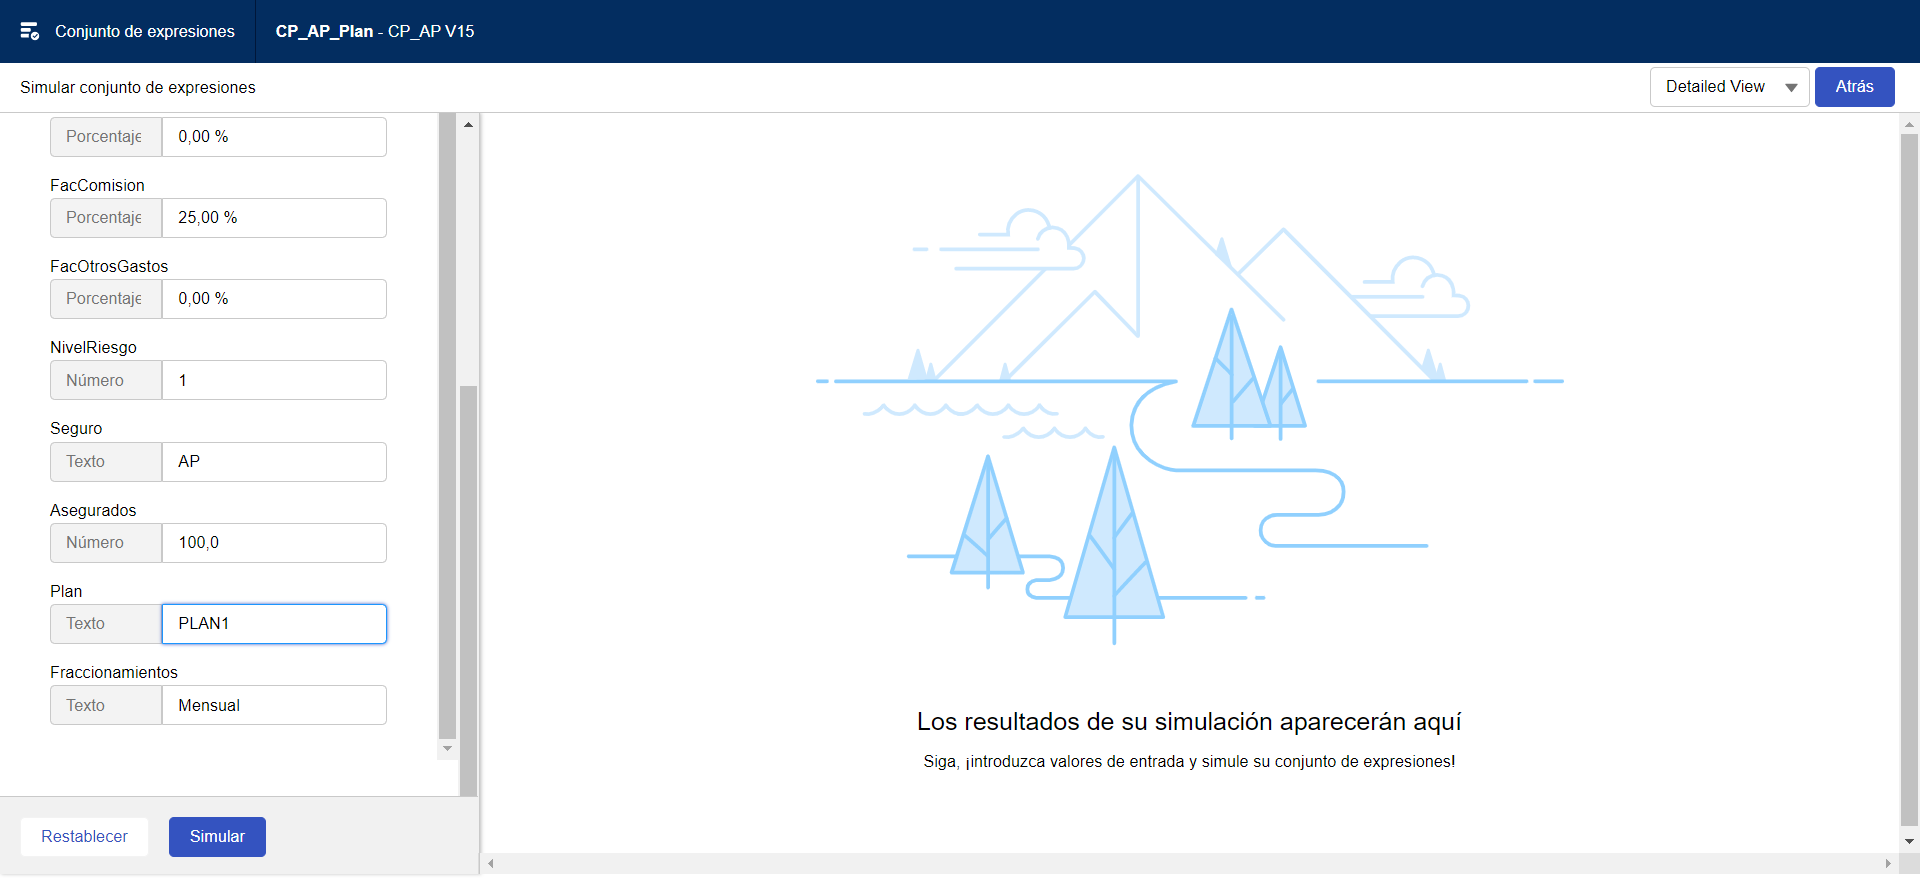 Conjunto de expresiones
CP_AP_Plan - CP_AP V15
Simular conjunto de expresiones
Detailed View
Atrás
Porcentaje
0,00 %
FacComision
Porcentaje
25,00 %
FacOtrosGastos
Porcentaje
0,00 %
NivelRiesgo
Número
1
Seguro
Texto
AP
Asegurados
Número
100,0
Plan
Texto
PLAN1
Fraccionamientos
Texto
Mensual
Restablecer
Simular
Los resultados de su simulación aparecerán aquí
Siga, ¡introduzca valores de entrada y simule su conjunto de expresiones!